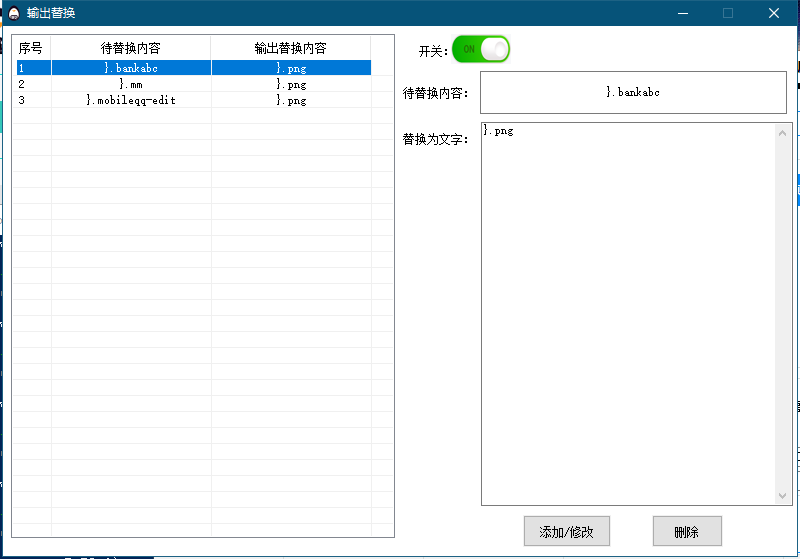 输出替换
序号 待替换内容 输出替换内容
1 }.bankabc }.png
2 }.mm }.png
3 }.mobileqq-edit }.png
开关: ON
待替换内容: }.bankabc
替换为文字: }.png
添加/修改 删除